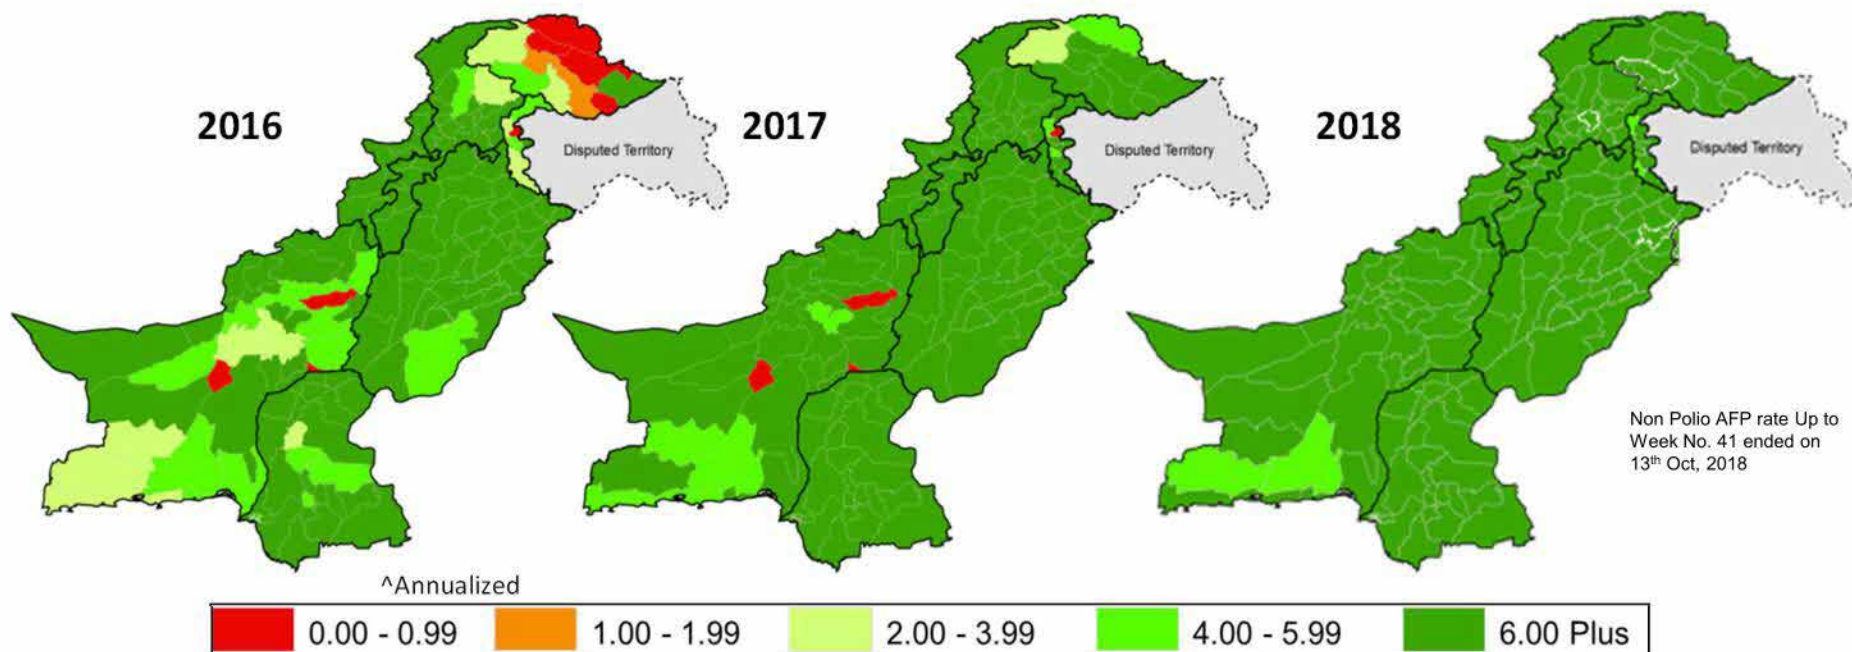 2016
2017
2018
Disputed Territory
Disputed Territory
Disputed Territory
Non Polio AFP rate Up to
Week No. 41 ended on
13th Oct, 2018
^Annualized
0.00 - 0.99
1.00 - 1.99
2.00 - 3.99
4.00 - 5.99
6.00 Plus